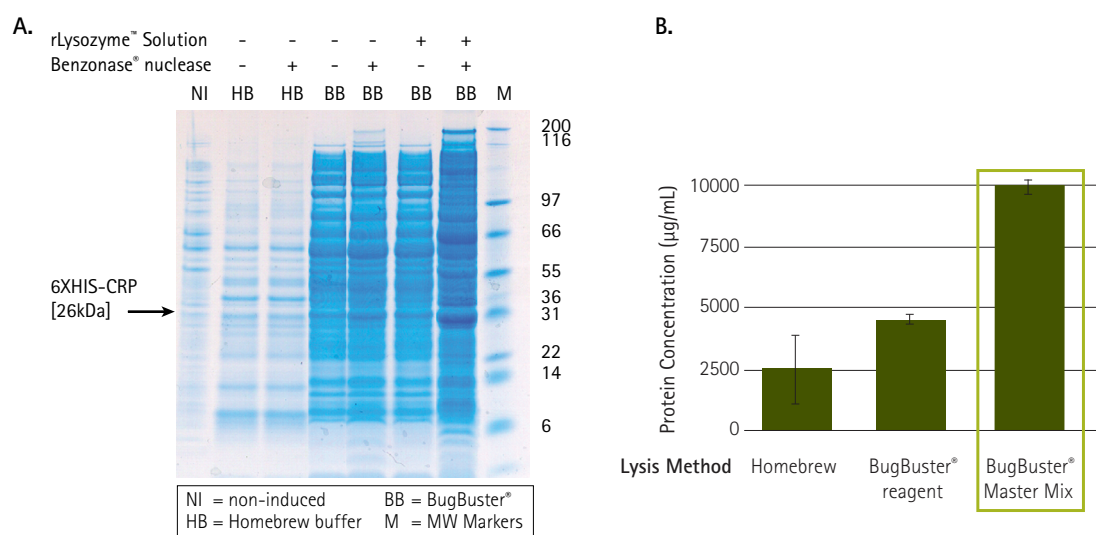 A.
rLysozyme™ Solution - - - - + +
Benzonase® nuclease - + - + - +
NI HB HB BB BB BB BB M
200
116
97
66
55
36
31
22
14
6
6XHIS-CRP
[26kDa]
NI = non-induced BB = BugBuster®
HB = Homebrew buffer M = MW Markers
B.
Protein Concentration (µg/mL)
10000
7500
5000
2500
0
Lysis Method Homebrew BugBuster® BugBuster®
reagent Master Mix